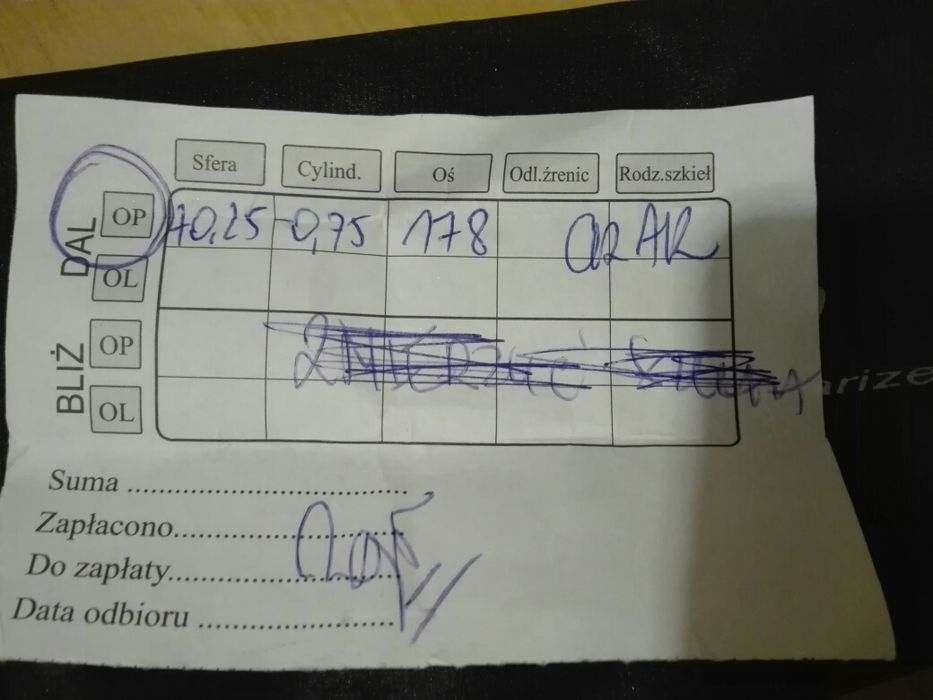 Sfera Cylind. Oś Odl.źrenic Rodz.szkieł
DAL
OP +0,25 -0,75 178
OL
BLIŻ
OP
OL
Suma
Zapłacono
Do zapłaty
Data odbioru